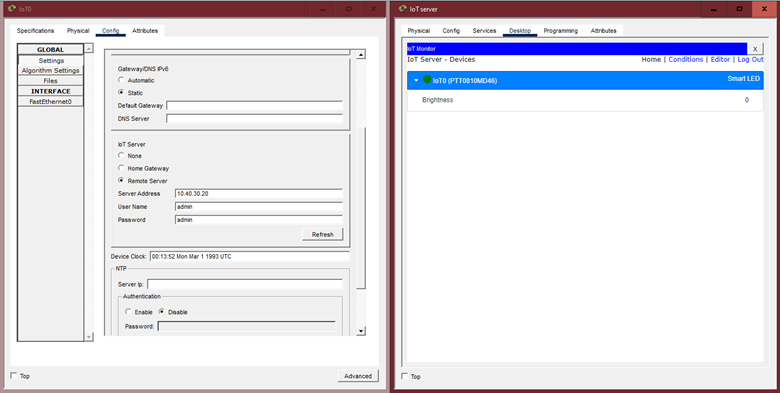 IoT0
Specifications Physical Config Attributes
GLOBAL
Settings
Algorithm Settings
Files
INTERFACE
FastEthernet0
Gateway/DNS IPv6
Automatic
Static
Default Gateway
DNS Server
IoT Server
None
Home Gateway
Remote Server
Server Address 10.40.30.20
User Name admin
Password admin
Refresh
Device Clock: 00:13:52 Mon Mar 1 1993 UTC
NTP
Server Ip:
Authentication
Enable Disable
Password:
Top
Advanced
IoT server
Physical Config Services Desktop Programming Attributes
IoT Monitor X
IoT Server - Devices Home | Conditions | Editor | Log Out
IoT0 (PTT0810MD46) Smart LED
Brightness 0
Top